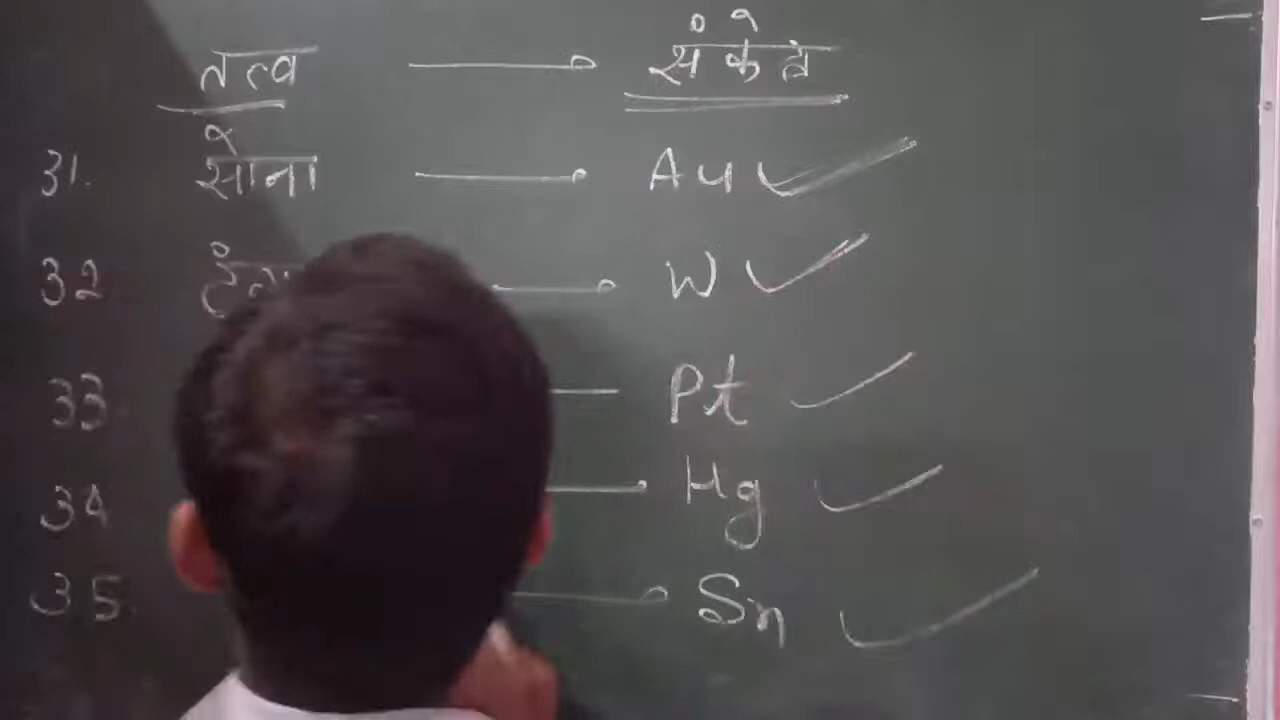 तत्व संकेत
31. सोना Au
32 W
33 Pt
34 Hg
35. Sn